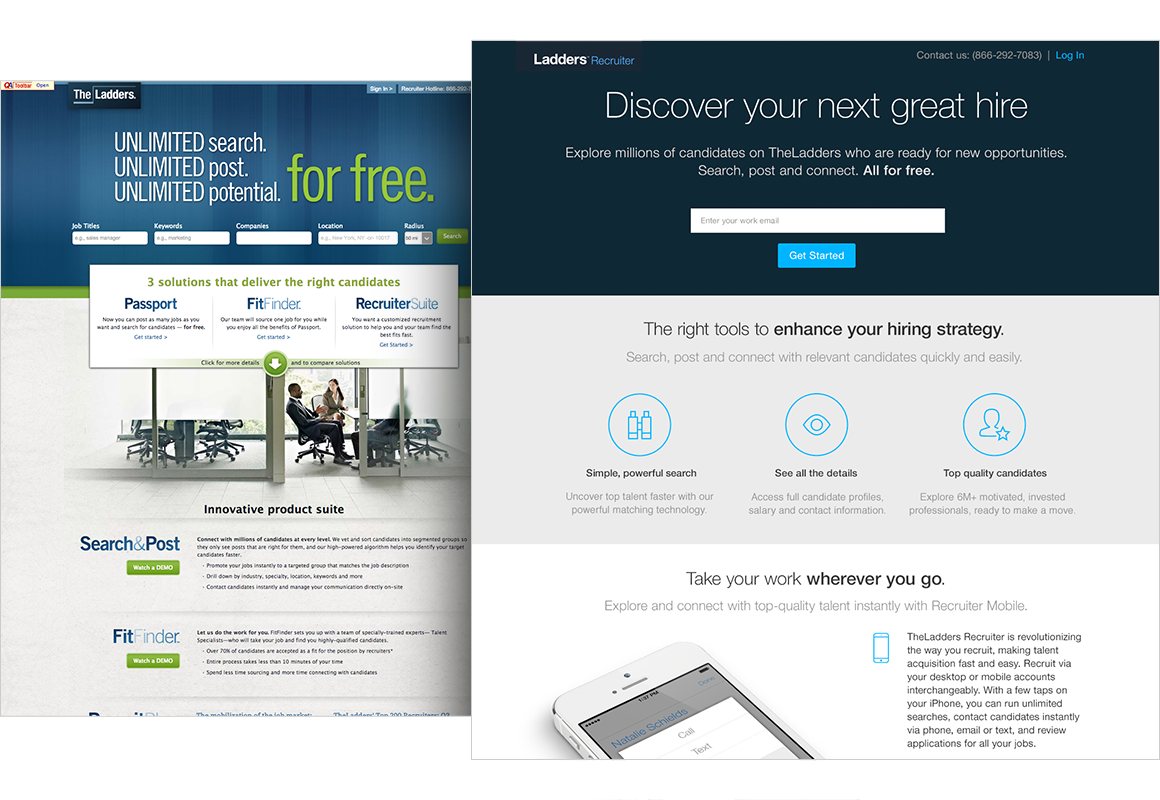 QA Toolbar Open
The Ladders.
Sign In > Recruiter Hotline: 866-292-7
UNLIMITED search.
UNLIMITED post.
UNLIMITED potential.
for free.
Job Titles Keywords Companies Location Radius
e.g., sales manager e.g., marketing e.g., New York, NY -or- 10017 50 mi Search
3 solutions that deliver the right candidates
Passport
Now you can post as many jobs as you
want and search for candidates — for free.
Get started >
FitFinder.
Our team will source one job for you while
you enjoy all the benefits of Passport.
Get started >
RecruiterSuite
You want a customized recruitment
solution to help you and your team find the
best fits fast.
Get Started >
Click for more details and to compare solutions
Innovative product suite
Search&Post
Watch a DEMO
Connect with millions of candidates at every level. We vet and sort candidates into segmented groups so
they only see posts that are right for them, and our high-powered algorithm helps you identify your target
candidates faster.
- Promote your jobs instantly to a targeted group that matches the job description
- Drill down by industry, specialty, location, keywords and more
- Contact candidates instantly and manage your communication directly on-site
FitFinder.
Watch a DEMO
Let us do the work for you. FitFinder sets you up with a team of specially-trained experts— Talent
Specialists—who will take your job and find you highly-qualified candidates.
- Over 70% of candidates are accepted as a fit for the position by recruiters*
- Entire process takes less than 10 minutes of your time
- Spend less time sourcing and more time connecting with candidates
The mobilization of the job market: TheLadders' Top 200 Recruiters: Q3
Ladders Recruiter
Contact us: (866-292-7083) | Log In
Discover your next great hire
Explore millions of candidates on TheLadders who are ready for new opportunities.
Search, post and connect. All for free.
Enter your work email
Get Started
The right tools to enhance your hiring strategy.
Search, post and connect with relevant candidates quickly and easily.
Simple, powerful search
Uncover top talent faster with our
powerful matching technology.
See all the details
Access full candidate profiles,
salary and contact information.
Top quality candidates
Explore 6M+ motivated, invested
professionals, ready to make a move.
Take your work wherever you go.
Explore and connect with top-quality talent instantly with Recruiter Mobile.
1:37 PM
Done
Natalie Schields
Call
Text
TheLadders Recruiter is revolutionizing
the way you recruit, making talent
acquisition fast and easy. Recruit via
your desktop or mobile accounts
interchangeably. With a few taps on
your iPhone, you can run unlimited
searches, contact candidates instantly
via phone, email or text, and review
applications for all your jobs.